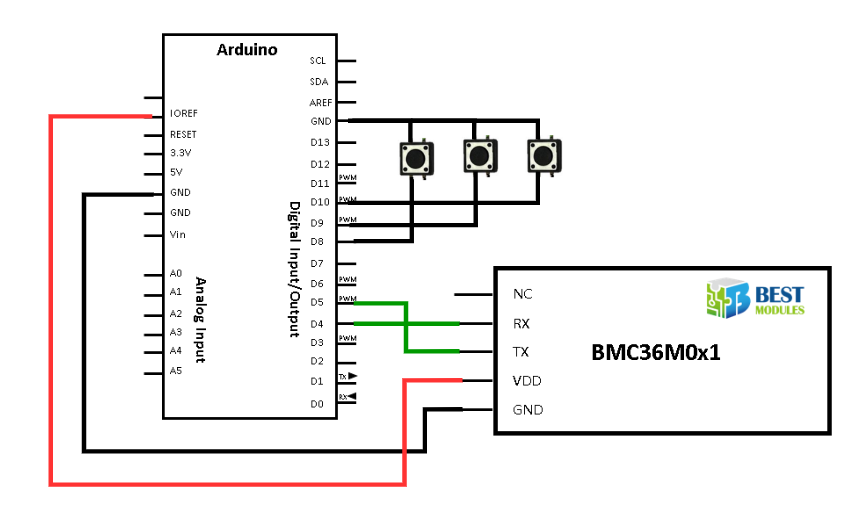 Arduino
SCL
SDA
AREF
GND
D13
D12
D11
PWM
D10
PWM
D9
PWM
D8
D7
D6
PWM
D5
PWM
D4
D3
PWM
D2
D1
TX
D0
RX
IOREF
RESET
3.3V
5V
GND
GND
Vin
A0
A1
A2
A3
A4
A5
Analog Input
Digital Input/Output
NC
RX
TX
VDD
GND
BMC36M0x1
BEST
MODULES